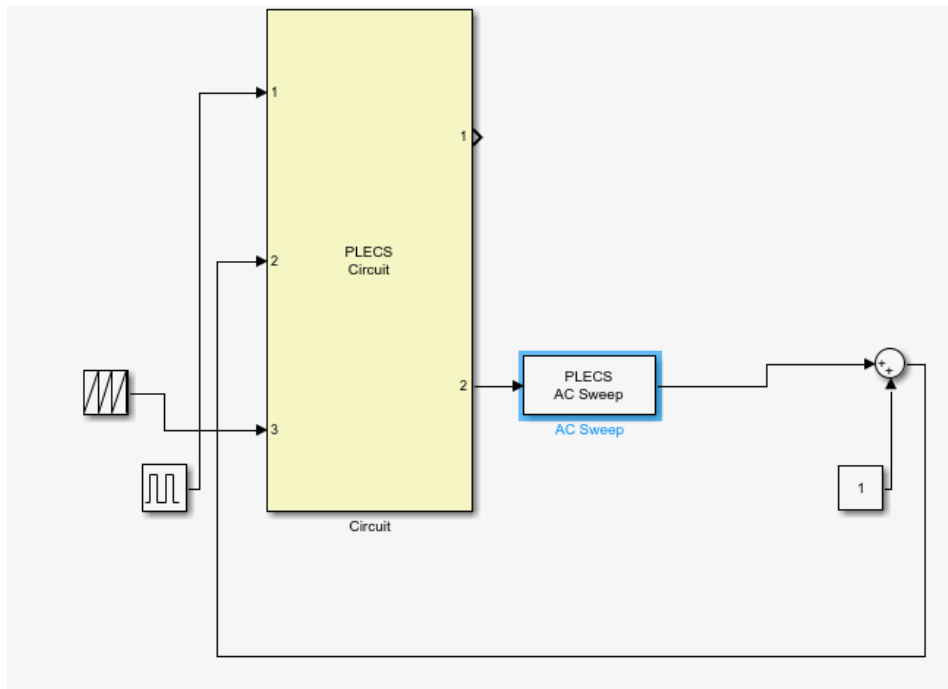 1
1
PLECS
Circuit
2
2
PLECS
AC Sweep
AC Sweep
3
1
Circuit